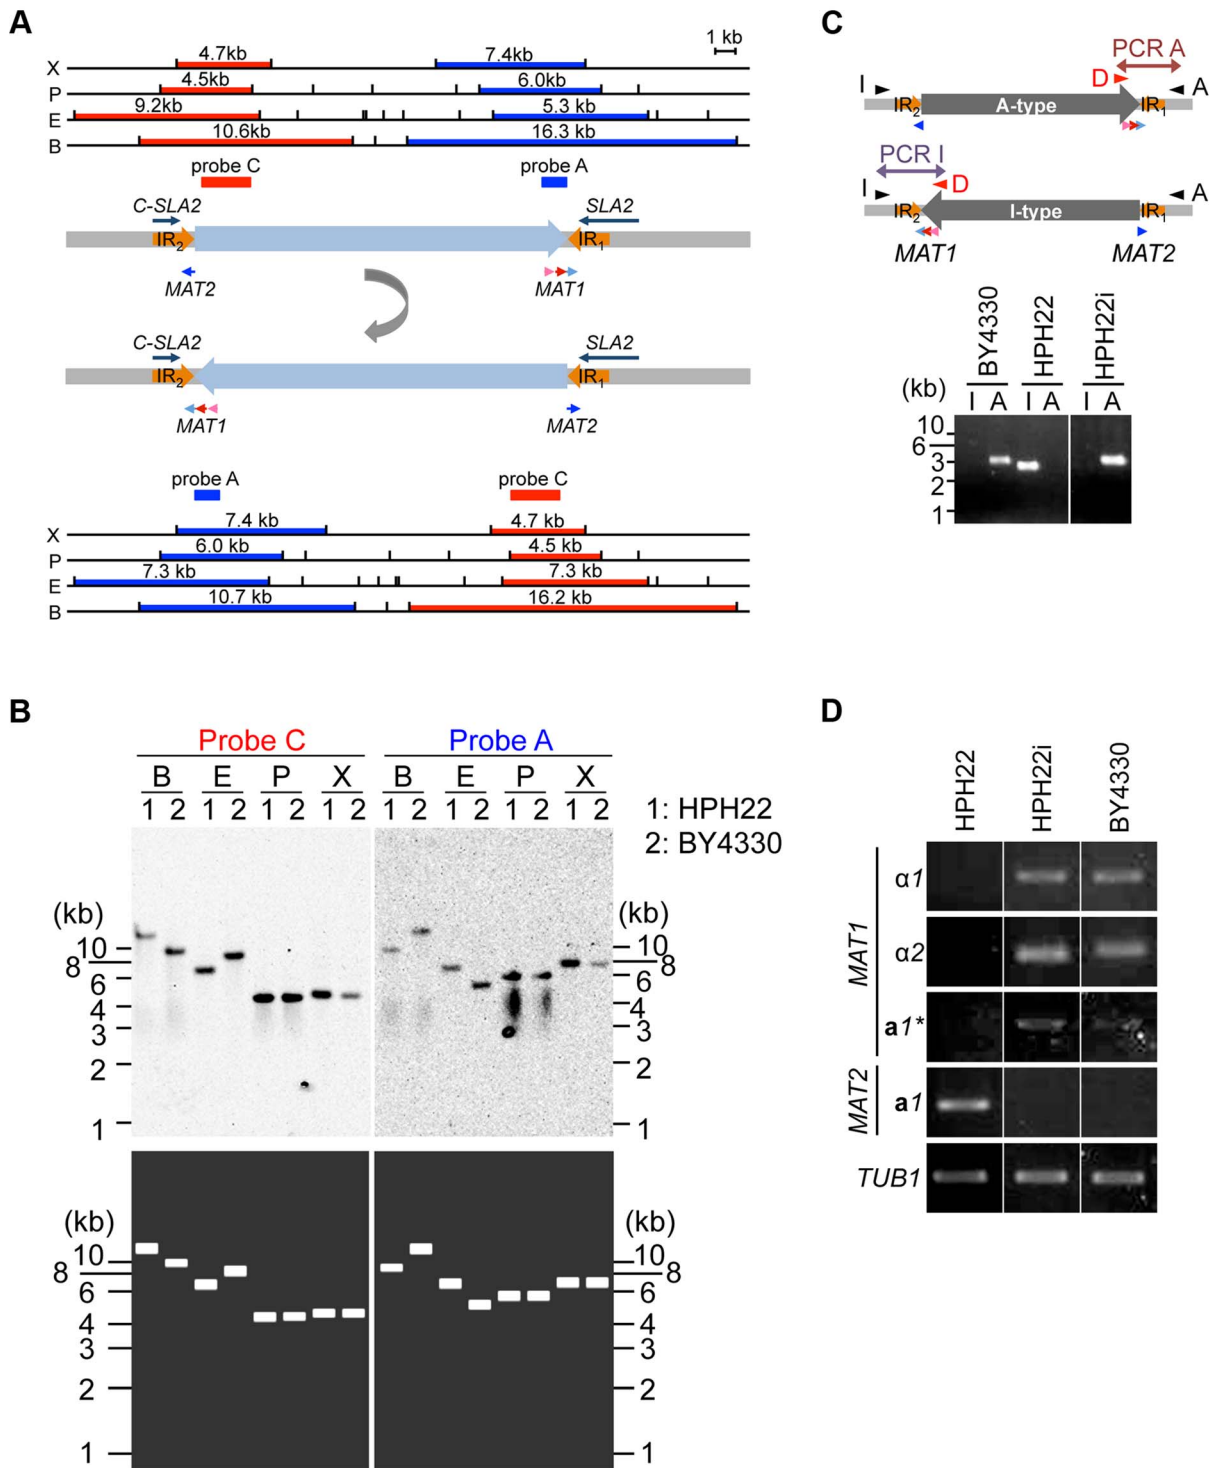 A
1 kb
X 4.7kb 7.4kb
P 4.5kb 6.0kb
E 9.2kb 5.3 kb
B 10.6kb 16.3 kb
probe C probe A
C-SLA2 SLA2
IR2 IR1
MAT2 MAT1
C-SLA2 SLA2
IR2 IR1
MAT1 MAT2
probe A probe C
X 7.4 kb 4.7 kb
P 6.0 kb 4.5 kb
E 7.3 kb 7.3 kb
B 10.7 kb 16.2 kb
C
PCR A
D
I IR2 A-type IR1 A
PCR I
I D A
IR2 I-type IR1
MAT1 MAT2
BY4330 HPH22 HPH22i
(kb) I A I A I A
10
6
3
2
1
B
Probe C Probe A
B E P X B E P X
1 2 1 2 1 2 1 2 1 2 1 2 1 2 1 2
1: HPH22
2: BY4330
(kb) (kb)
10 10
8 8
6 6
4 4
3 3
2 2
1 1
(kb) (kb)
10 10
8 8
6 6
4 4
3 3
2 2
1 1
D
HPH22 HPH22i BY4330
MAT1
α1
α2
a1*
MAT2
a1
TUB1